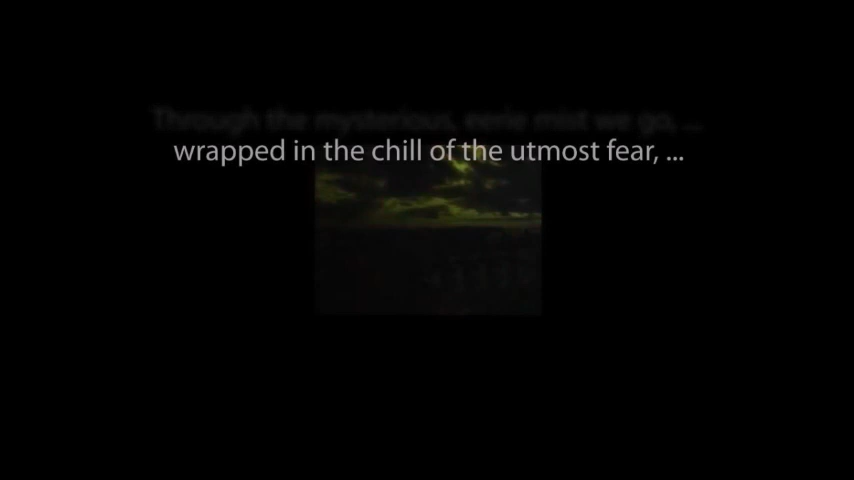 Through the mysterious, eerie mist we go, ...
wrapped in the chill of the utmost fear, ...